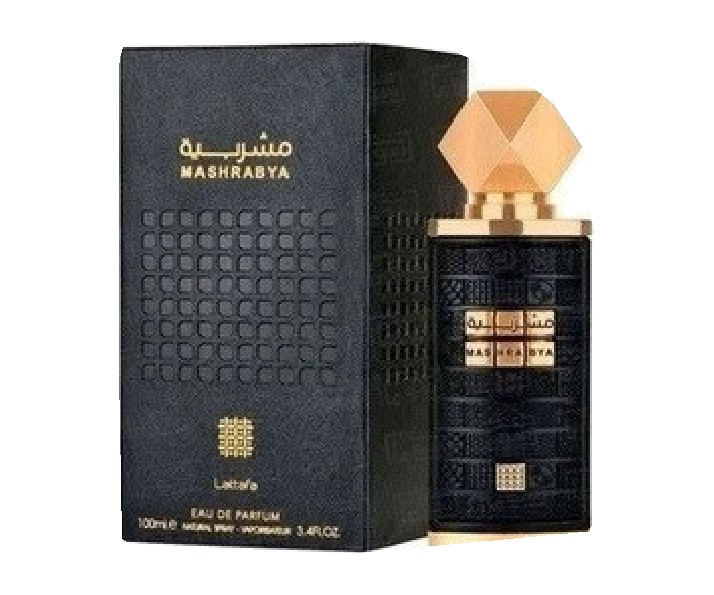 مشربية
MASHRABYA
Lattafa
EAU DE PARFUM
100ml e NATURAL SPRAY - VAPORISATEUR 3.4FL.OZ.
مشربية
MASHRABYA